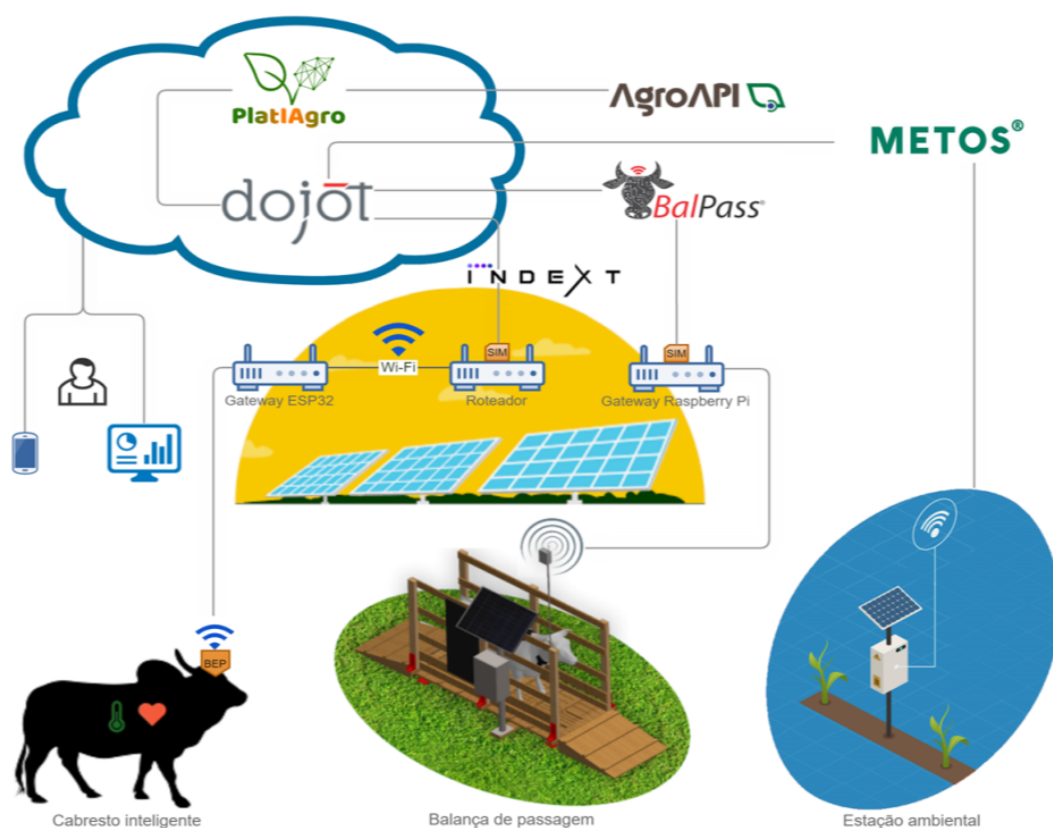 PlatIAgro
AgroAPI
METOS®
dojót
BalPass®
INDEXT
SIM
SIM
Wi-Fi
Gateway ESP32
Roteador
Gateway Raspberry Pi
BEP
Cabresto inteligente
Balança de passagem
Estação ambiental